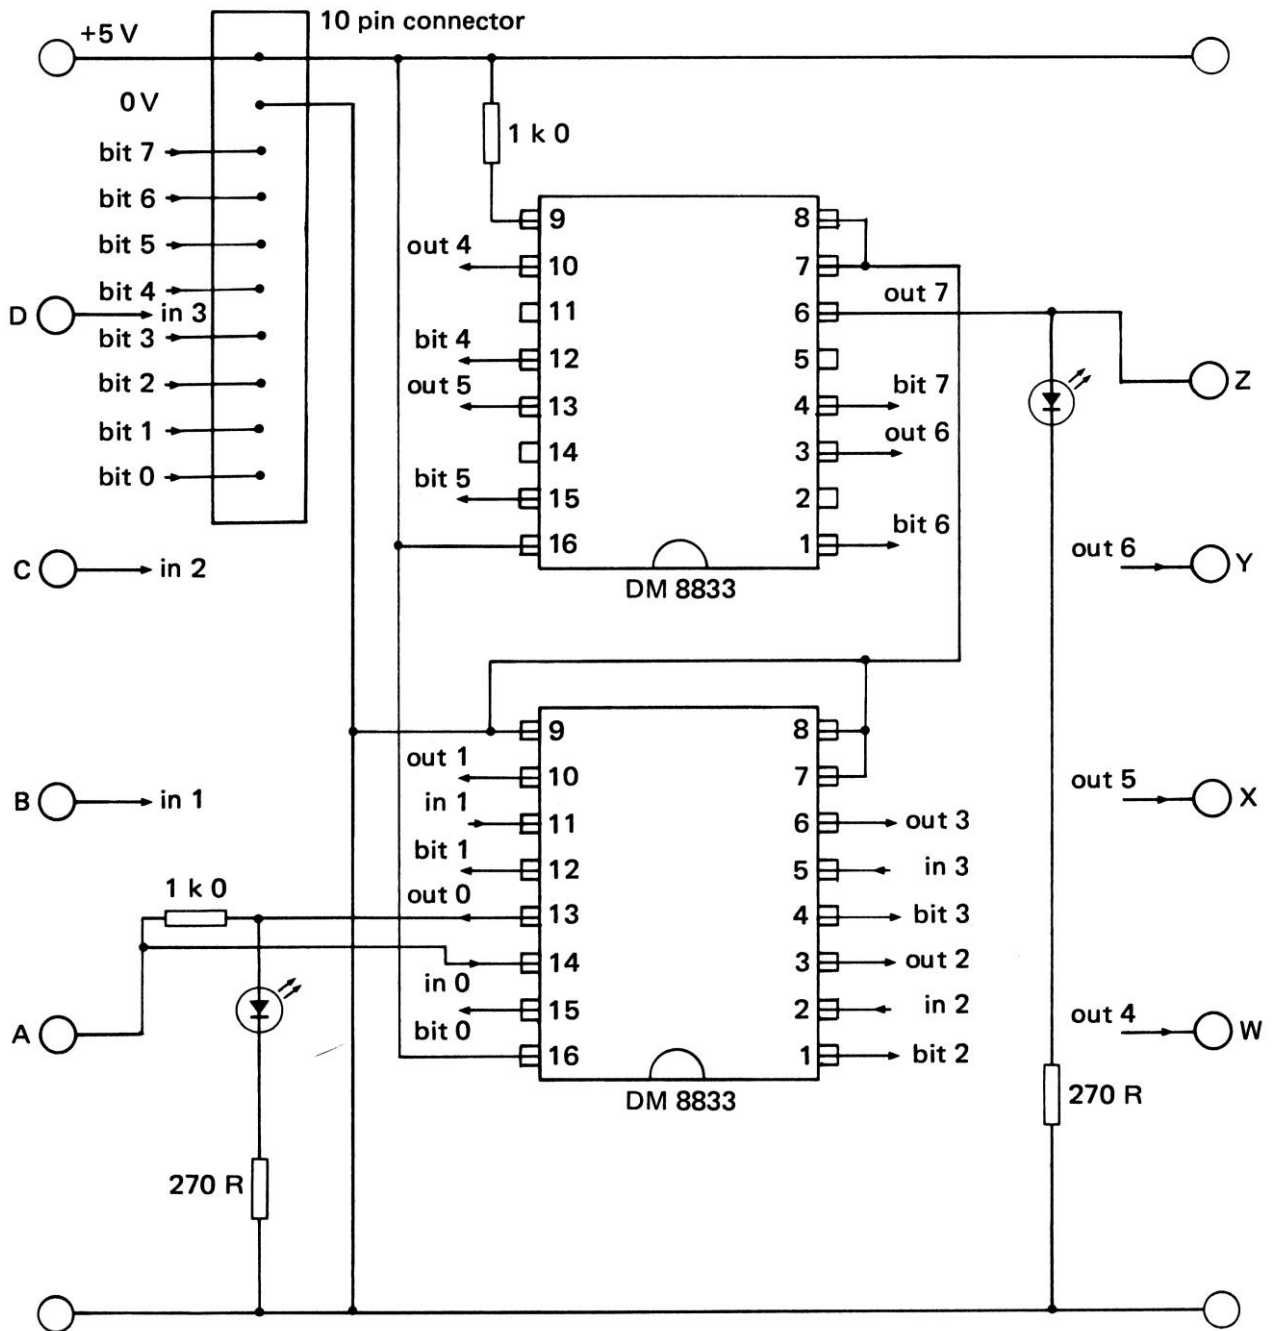 +5 V
10 pin connector
0 V
bit 7
bit 6
bit 5
bit 4
D
in 3
bit 3
bit 2
bit 1
bit 0
C
in 2
B
in 1
1 k 0
A
270 R
1 k 0
9
10
11
12
13
14
15
16
8
7
6
5
4
3
2
1
out 4
bit 4
out 5
bit 5
out 7
bit 7
out 6
bit 6
DM 8833
9
10
11
12
13
14
15
16
8
7
6
5
4
3
2
1
out 1
in 1
bit 1
out 0
in 0
bit 0
out 3
in 3
bit 3
out 2
in 2
bit 2
DM 8833
Z
out 6
Y
out 5
X
out 4
W
270 R